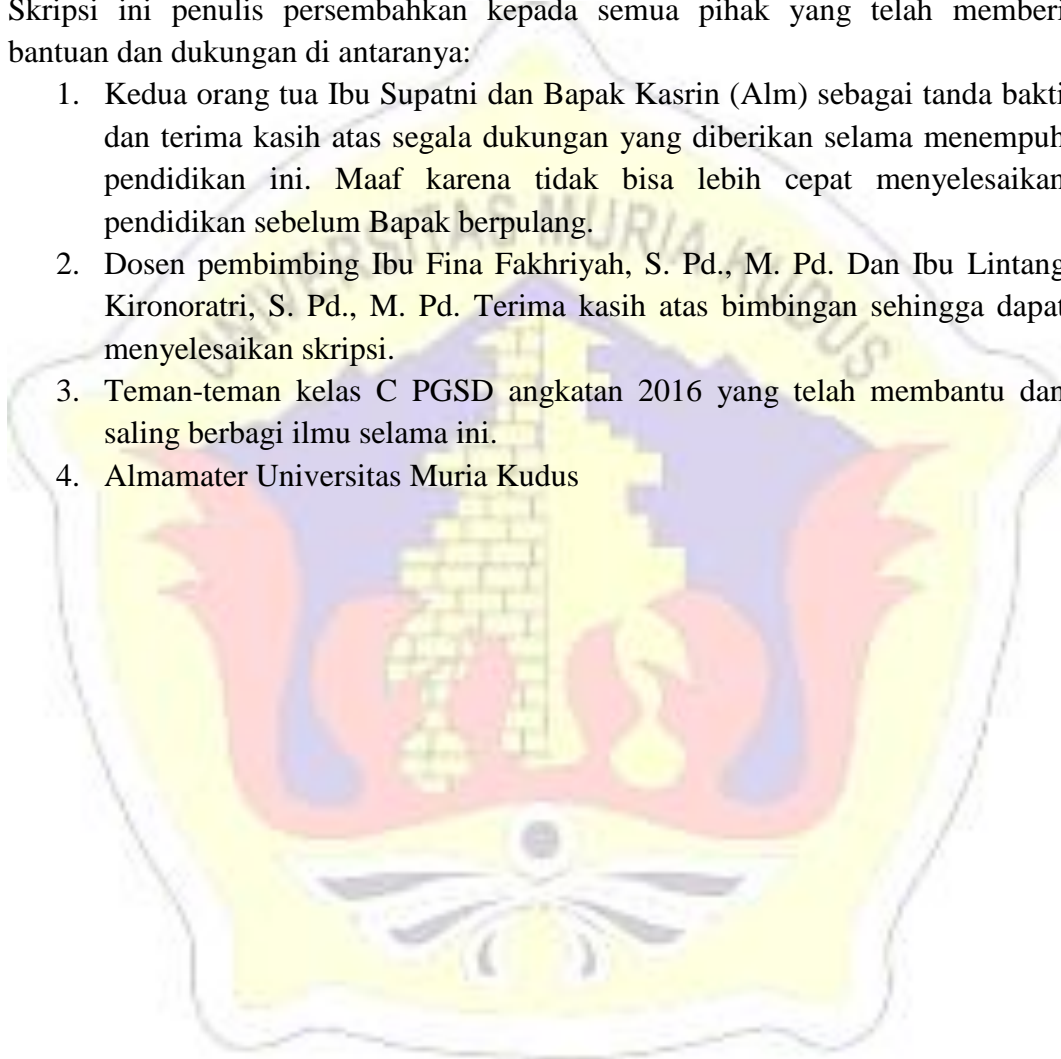 Skripsi ini penulis persembahkan kepada semua pihak yang telah memberi
bantuan dan dukungan di antaranya:
1. Kedua orang tua Ibu Supatni dan Bapak Kasrin (Alm) sebagai tanda bakti
dan terima kasih atas segala dukungan yang diberikan selama menempuh
pendidikan ini. Maaf karena tidak bisa lebih cepat menyelesaikan
pendidikan sebelum Bapak berpulang.
2. Dosen pembimbing Ibu Fina Fakhriyah, S. Pd., M. Pd. Dan Ibu Lintang
Kironoratri, S. Pd., M. Pd. Terima kasih atas bimbingan sehingga dapat
menyelesaikan skripsi.
3. Teman-teman kelas C PGSD angkatan 2016 yang telah membantu dan
saling berbagi ilmu selama ini.
4. Almamater Universitas Muria Kudus
UNIVERSITAS MURIA KUDUS